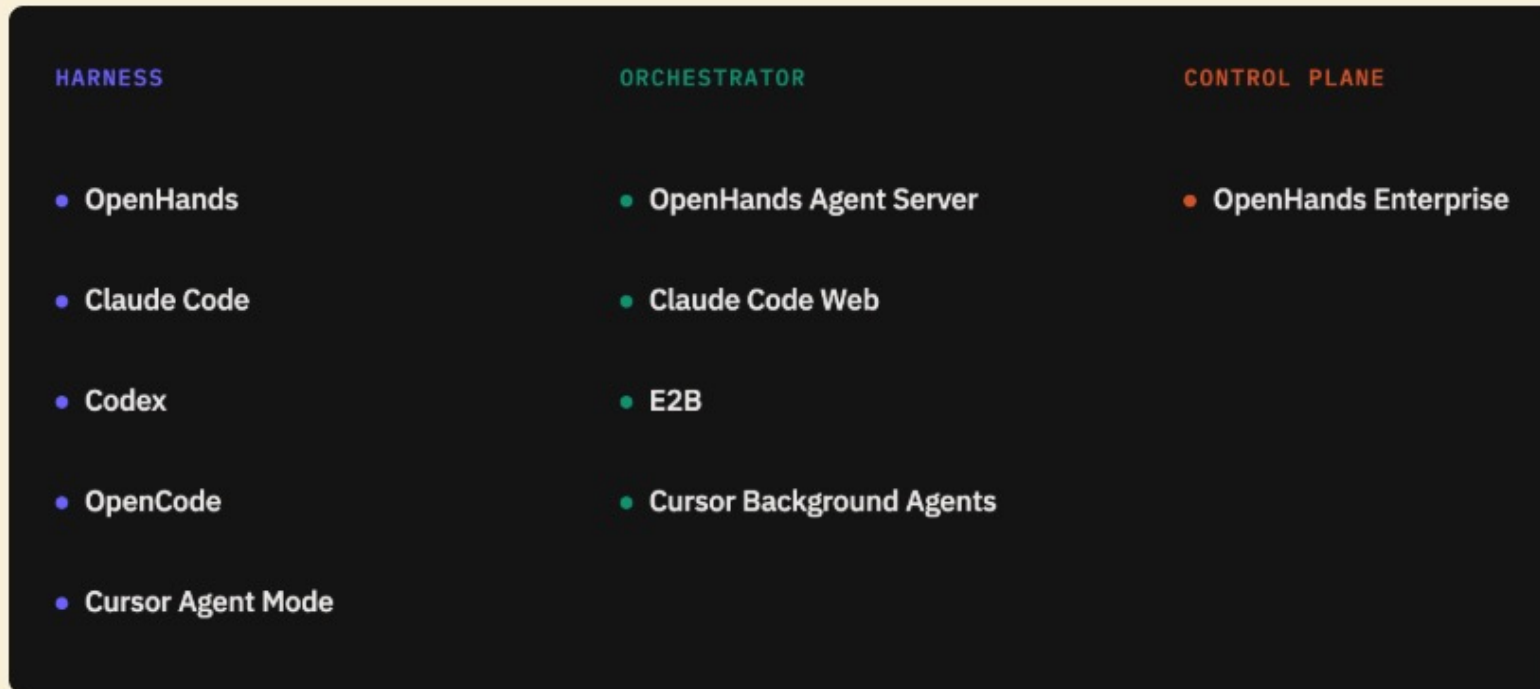 HARNESS
OpenHands
Claude Code
Codex
OpenCode
Cursor Agent Mode
ORCHESTRATOR
OpenHands Agent Server
Claude Code Web
E2B
Cursor Background Agents
CONTROL PLANE
OpenHands Enterprise